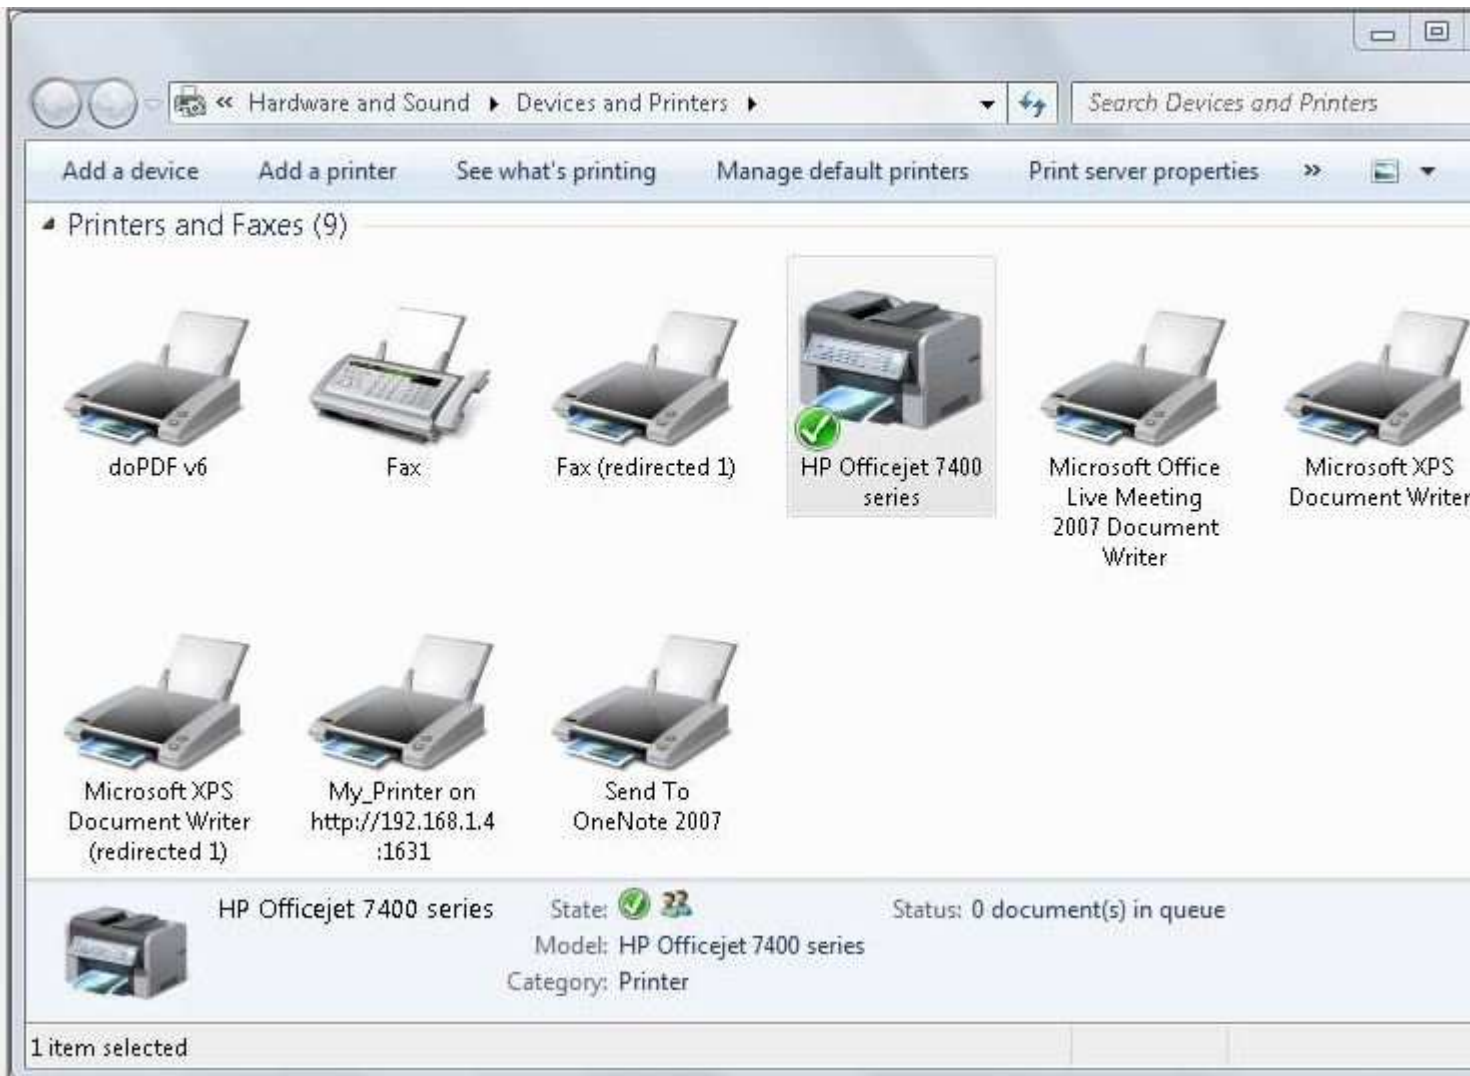 « Hardware and Sound ▸ Devices and Printers ▸ Search Devices and Printers
Add a device Add a printer See what's printing Manage default printers Print server properties »
Printers and Faxes (9)
doPDF v6
Fax
Fax (redirected 1)
HP Officejet 7400
series
Microsoft Office
Live Meeting
2007 Document
Writer
Microsoft XPS
Document Writer
Microsoft XPS
Document Writer
(redirected 1)
My_Printer on
http://192.168.1.4
:1631
Send To
OneNote 2007
HP Officejet 7400 series State: Status: 0 document(s) in queue
Model: HP Officejet 7400 series
Category: Printer
1 item selected